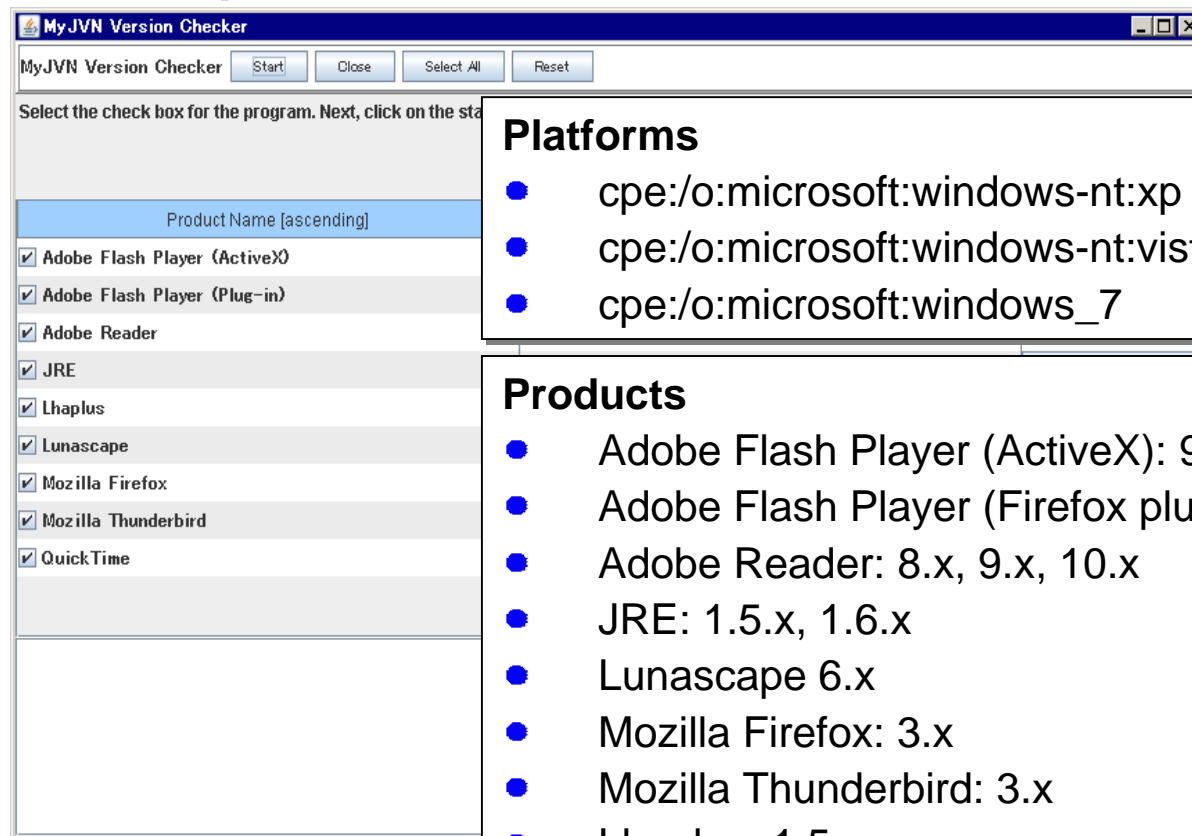 MyJVN Version Checker
MyJVN Version Checker Start Close Select All Reset
Select the check box for the program. Next, click on the
Product Name [ascending]
Adobe Flash Player (ActiveX)
Adobe Flash Player (Plug-in)
Adobe Reader
JRE
Lhaplus
Lunascape
Mozilla Firefox
Mozilla Thunderbird
QuickTime
Platforms
cpe:/o:microsoft:windows-nt:xp
cpe:/o:microsoft:windows-nt:vis
cpe:/o:microsoft:windows_7
Products
Adobe Flash Player (ActiveX): 9
Adobe Flash Player (Firefox plu
Adobe Reader: 8.x, 9.x, 10.x
JRE: 1.5.x, 1.6.x
Lunascape 6.x
Mozilla Firefox: 3.x
Mozilla Thunderbird: 3.x